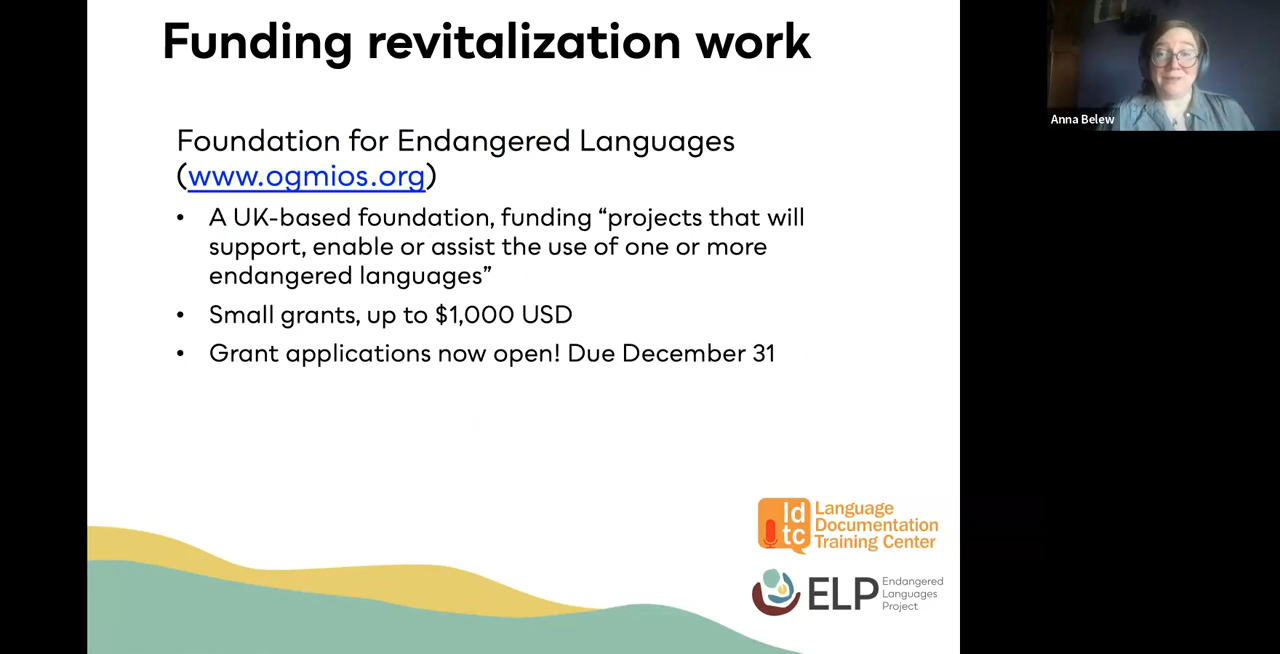 Funding revitalization work
Anna Belew
Foundation for Endangered Languages
(www.ogmios.org)
• A UK-based foundation, funding “projects that will
support, enable or assist the use of one or more
endangered languages”
• Small grants, up to $1,000 USD
• Grant applications now open! Due December 31
ld
tc
Language
Documentation
Training Center
ELP
Endangered
Languages
Project